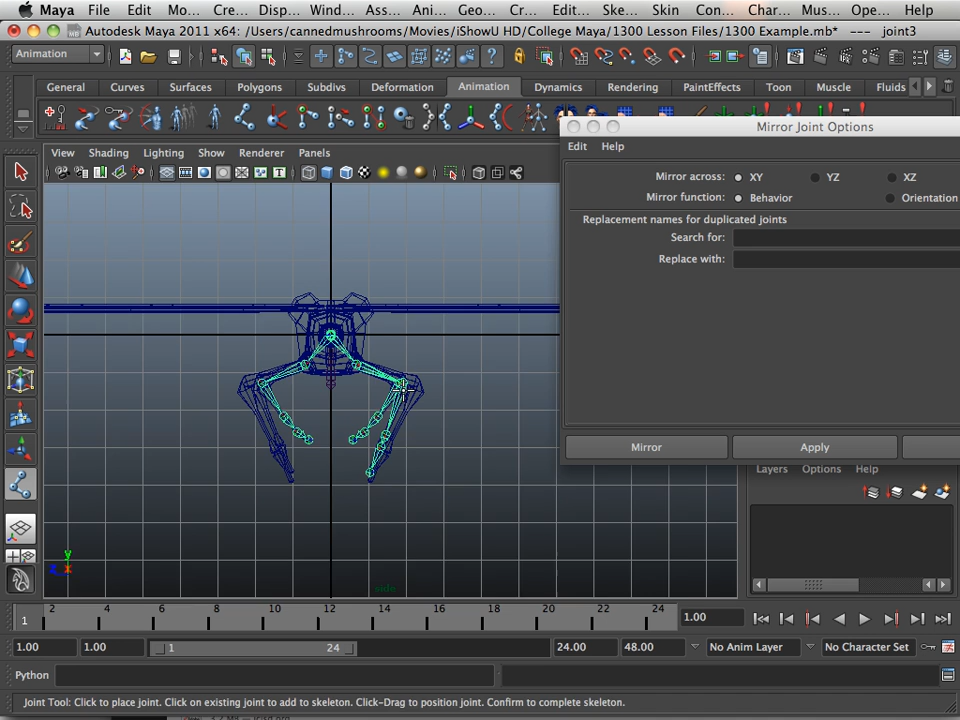 Maya File Edit Mo... Cre... Disp... Wind... Ass... Ani... Geo... Cr... Edit... Ske... Skin Con... Char... Mus... Ope... Help
Autodesk Maya 2011 x64: /Users/cannedmushrooms/Movies/iShowU HD/College Maya/1300 Lesson Files/1300 Example.mb* --- joint3
Animation
General Curves Surfaces Polygons Subdivs Deformation Animation Dynamics Rendering PaintEffects Toon Muscle Fluids
Mirror Joint Options
View Shading Lighting Show Renderer Panels
Edit Help
Mirror across: XY YZ XZ
Mirror function: Behavior Orientation
Replacement names for duplicated joints
Search for:
Replace with:
Mirror Apply
Layers Options Help
y
x
side
2 4 6 8 10 12 14 16 18 20 22 24
1
1.00
1.00 1.00 1 24 24.00 48.00 No Anim Layer No Character Set
Python
Joint Tool: Click to place joint. Click on existing joint to add to skeleton. Click-Drag to position joint. Confirm to complete skeleton.